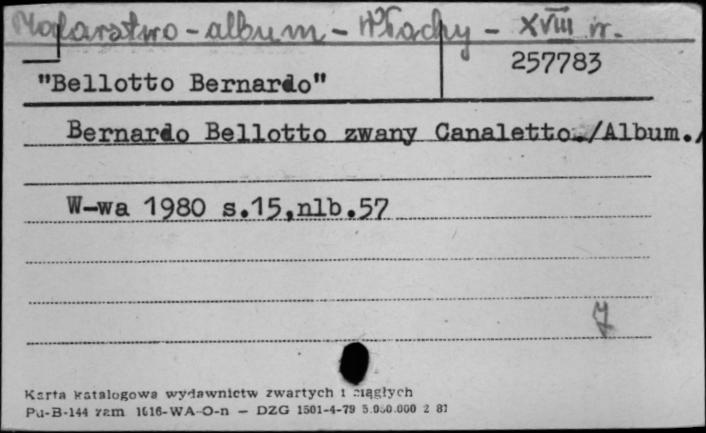 Malarstwo - album - Włochy - XVIII w.
257783
"Bellotto Bernardo"
Bernardo Bellotto zwany Canaletto./Album./
W-wa 1980 s.15,nlb.57
7
Karta katalogowa wydawnictw zwartych i ciągłych
Pu-B-144 zam 1616-WA-O-n — DZG 1501-4-79 5.000.000 2 81